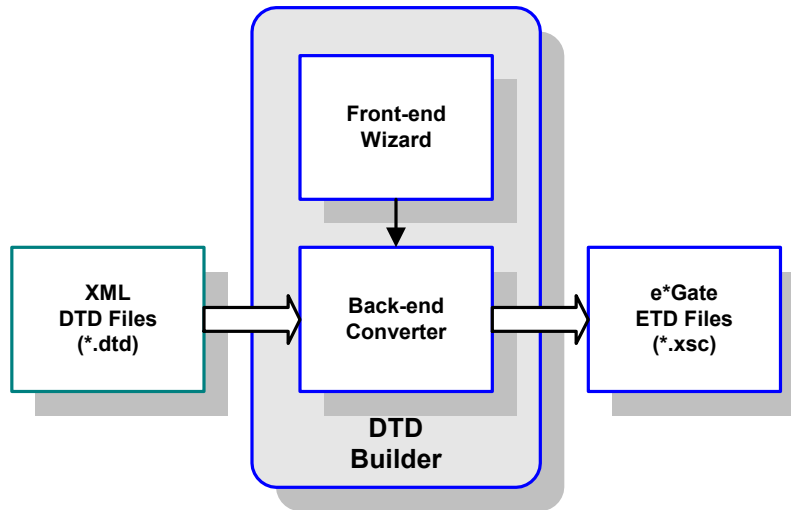 Front-end
Wizard
XML
DTD Files
(*.dtd)
Back-end
Converter
e*Gate
ETD Files
(*.xsc)
DTD
Builder